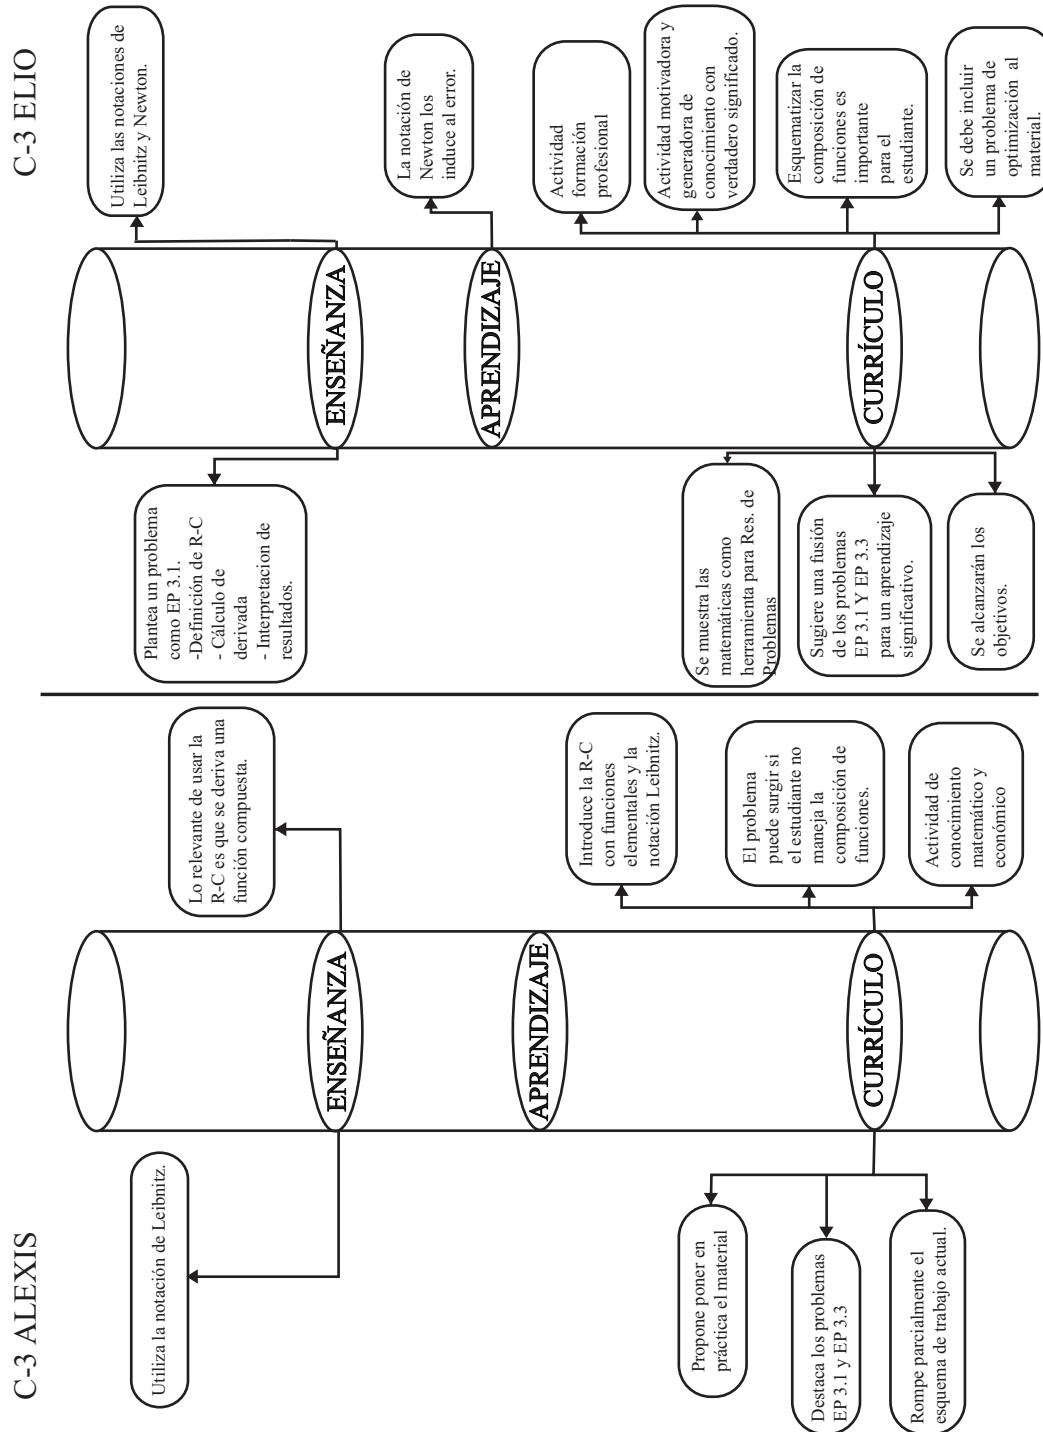 C-3 ALEXIS
Utiliza la notación de Leibnitz.
Lo relevante de usar la
R-C es que se deriva una
función compuesta.
ENSEÑANZA
APRENDIZAJE
CURRÍCULO
Propone poner en
práctica el material
Destaca los problemas
EP 3.1 y EP 3.3
Rompe parcialmente el
esquema de trabajo actual.
Introduce la R-C
con funciones
elementales y la
notación Leibnitz.
El problema
puede surgir si
el estudiante no
maneja la
composición de
funciones.
Actividad de
conocimiento
matemático y
económico
C-3 ELIO
Plantea un problema
como EP 3.1.
-Definición de R-C
- Cálculo de
derivada
- Interpretacion de
resultados.
Utiliza las notaciones de
Leibnitz y Newton.
ENSEÑANZA
La notación de
Newton los
induce al error.
APRENDIZAJE
Se muestra las
matemáticas como
herramienta para Res. de
Problemas
Sugiere una fusión
de los problemas
EP 3.1 Y EP 3.3
para un aprendizaje
significativo.
Se alcanzarán los
objetivos.
CURRÍCULO
Actividad
formación
profesional
Actividad motivadora y
generadora de
conocimiento con
verdadero significado.
Esquematizar la
composición de
funciones es
importante
para el
estudiante.
Se debe incluir
un problema de
optimización al
material.